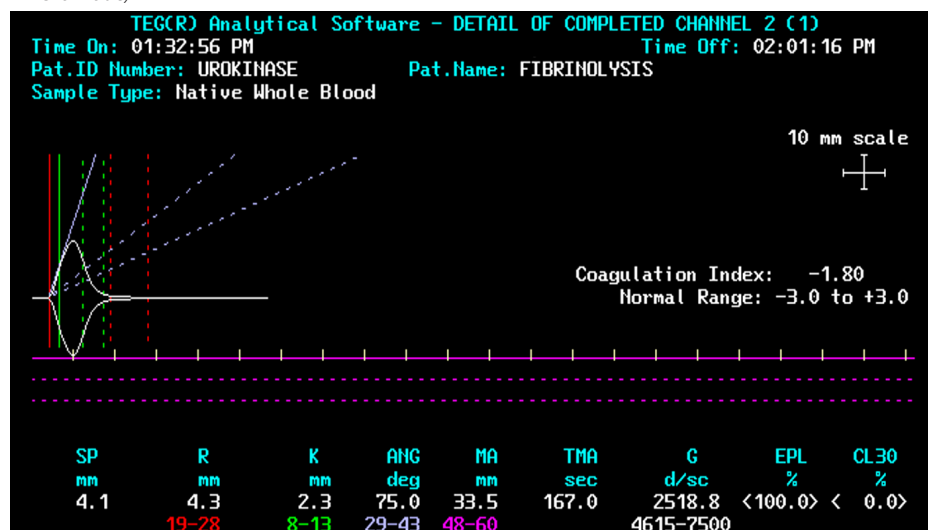 TEG(R) Analytical Software - DETAIL OF COMPLETED CHANNEL 2 (1)
Time On: 01:32:56 PM Time Off: 02:01:16 PM
Pat.ID Number: UROKINASE Pat.Name: FIBRINOLYSIS
Sample Type: Native Whole Blood
10 mm scale
Coagulation Index: -1.80
Normal Range: -3.0 to +3.0
SP R K ANG MA TMA G EPL CL30
mm mm mm deg mm sec d/sc % %
4.1 4.3 2.3 75.0 33.5 167.0 2518.8 <100.0> < 0.0>
19-28 8-13 29-43 48-60 4615-7500